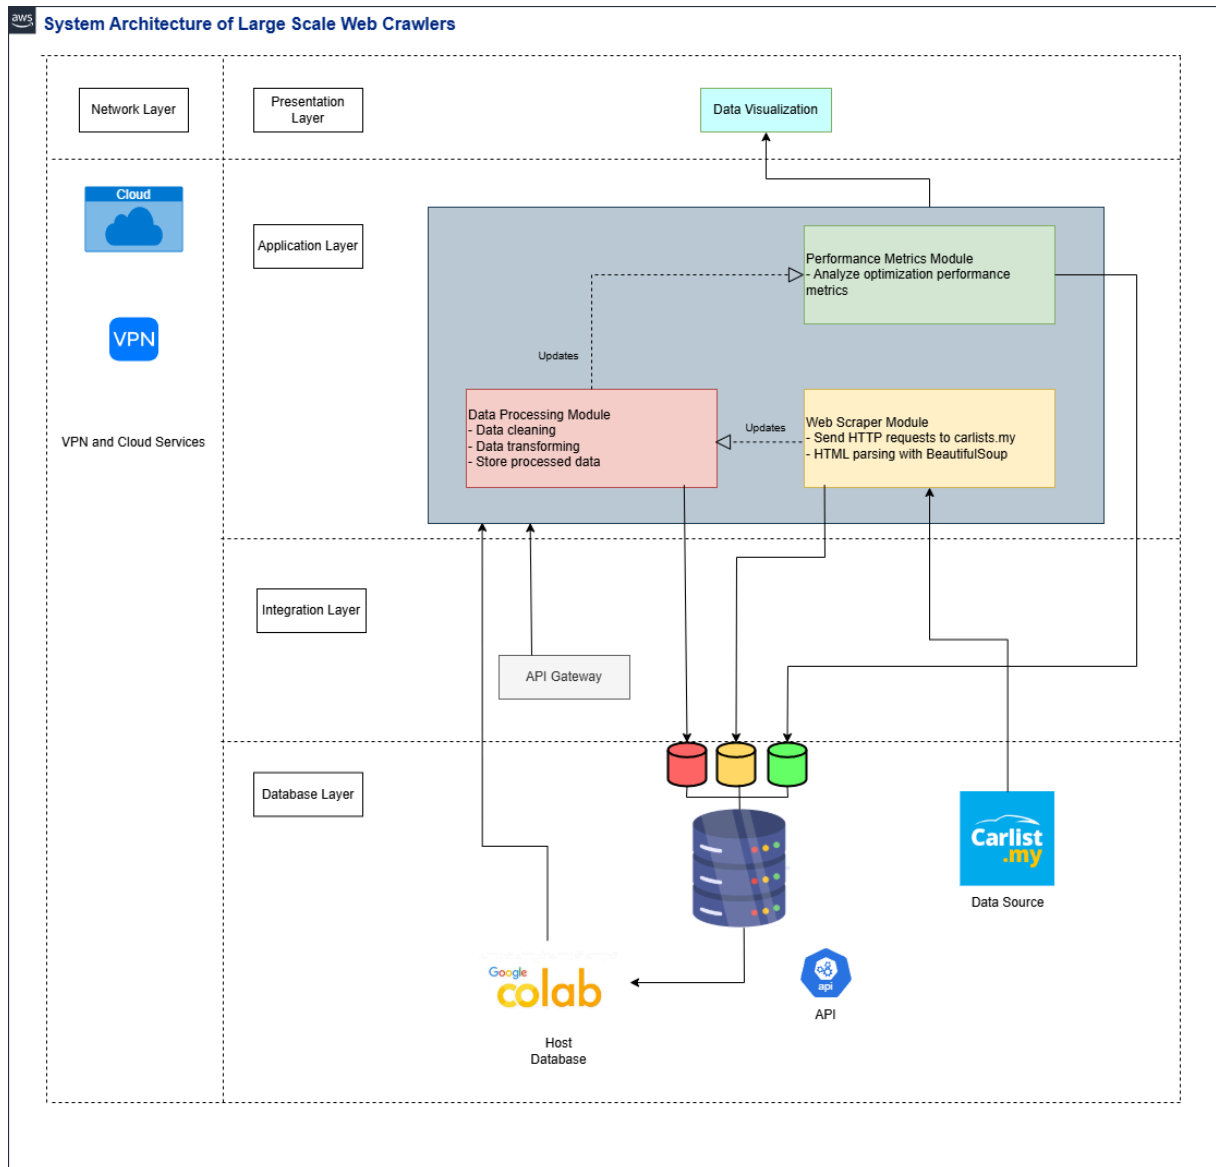 aws
System Architecture of Large Scale Web Crawlers
Network Layer
Presentation
Layer
Data Visualization
Cloud
Application Layer
Performance Metrics Module
- Analyze optimization performance
metrics
VPN
Updates
Data Processing Module
- Data cleaning
- Data transforming
- Store processed data
Updates
Web Scraper Module
- Send HTTP requests to carlists.my
- HTML parsing with BeautifulSoup
VPN and Cloud Services
Integration Layer
API Gateway
Database Layer
Carlist
.my
Data Source
Google
colab
api
API
Host
Database